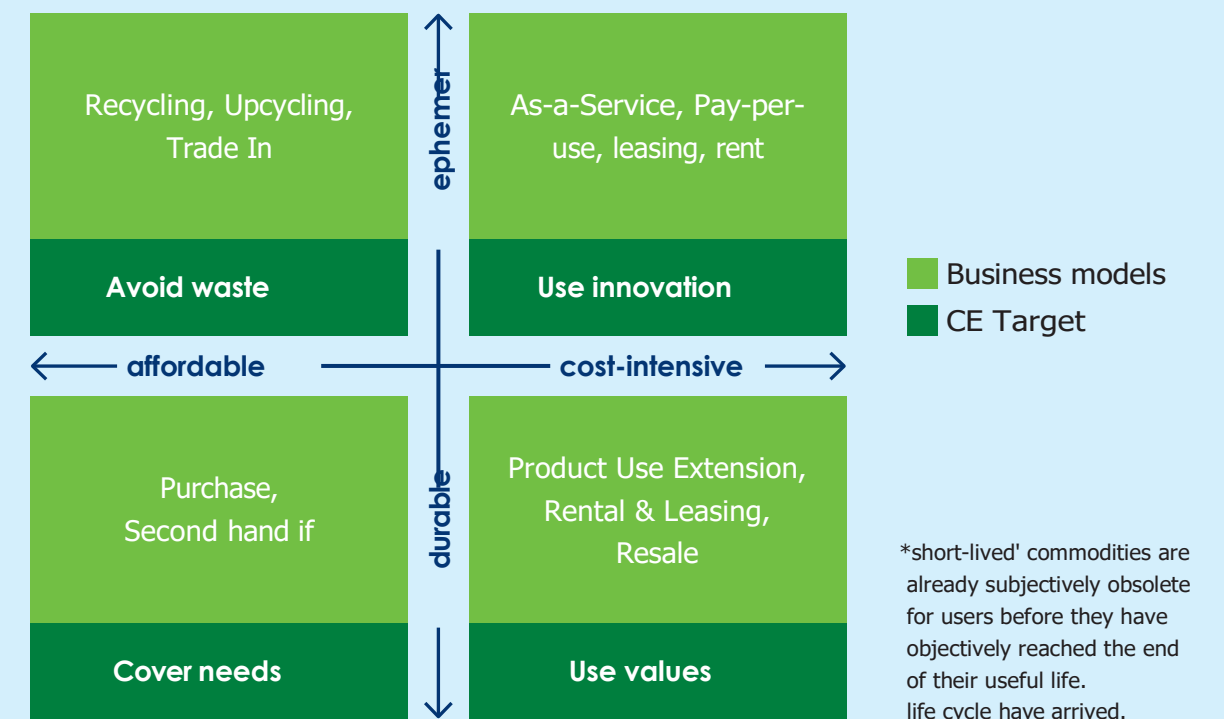 Recycling, Upcycling,
Trade In
Avoid waste
ephemer
As-a-Service, Pay-per-
use, leasing, rent
Use innovation
affordable
cost-intensive
Purchase,
Second hand if
Cover needs
durable
Product Use Extension,
Rental & Leasing,
Resale
Use values
Business models
CE Target
*short-lived' commodities are
already subjectively obsolete
for users before they have
objectively reached the end
of their useful life.
life cycle have arrived.